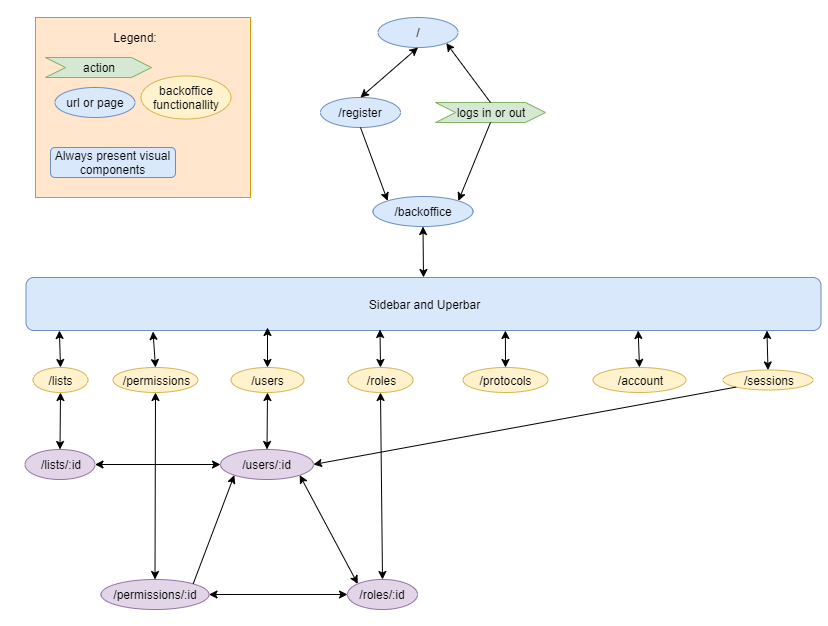 Legend:
action
url or page
backoffice
functionallity
Always present visual
components
/
/register
logs in or out
/backoffice
Sidebar and Uperbar
/lists
/permissions
/users
/roles
/protocols
/account
/sessions
/lists/:id
/users/:id
/permissions/:id
/roles/:id